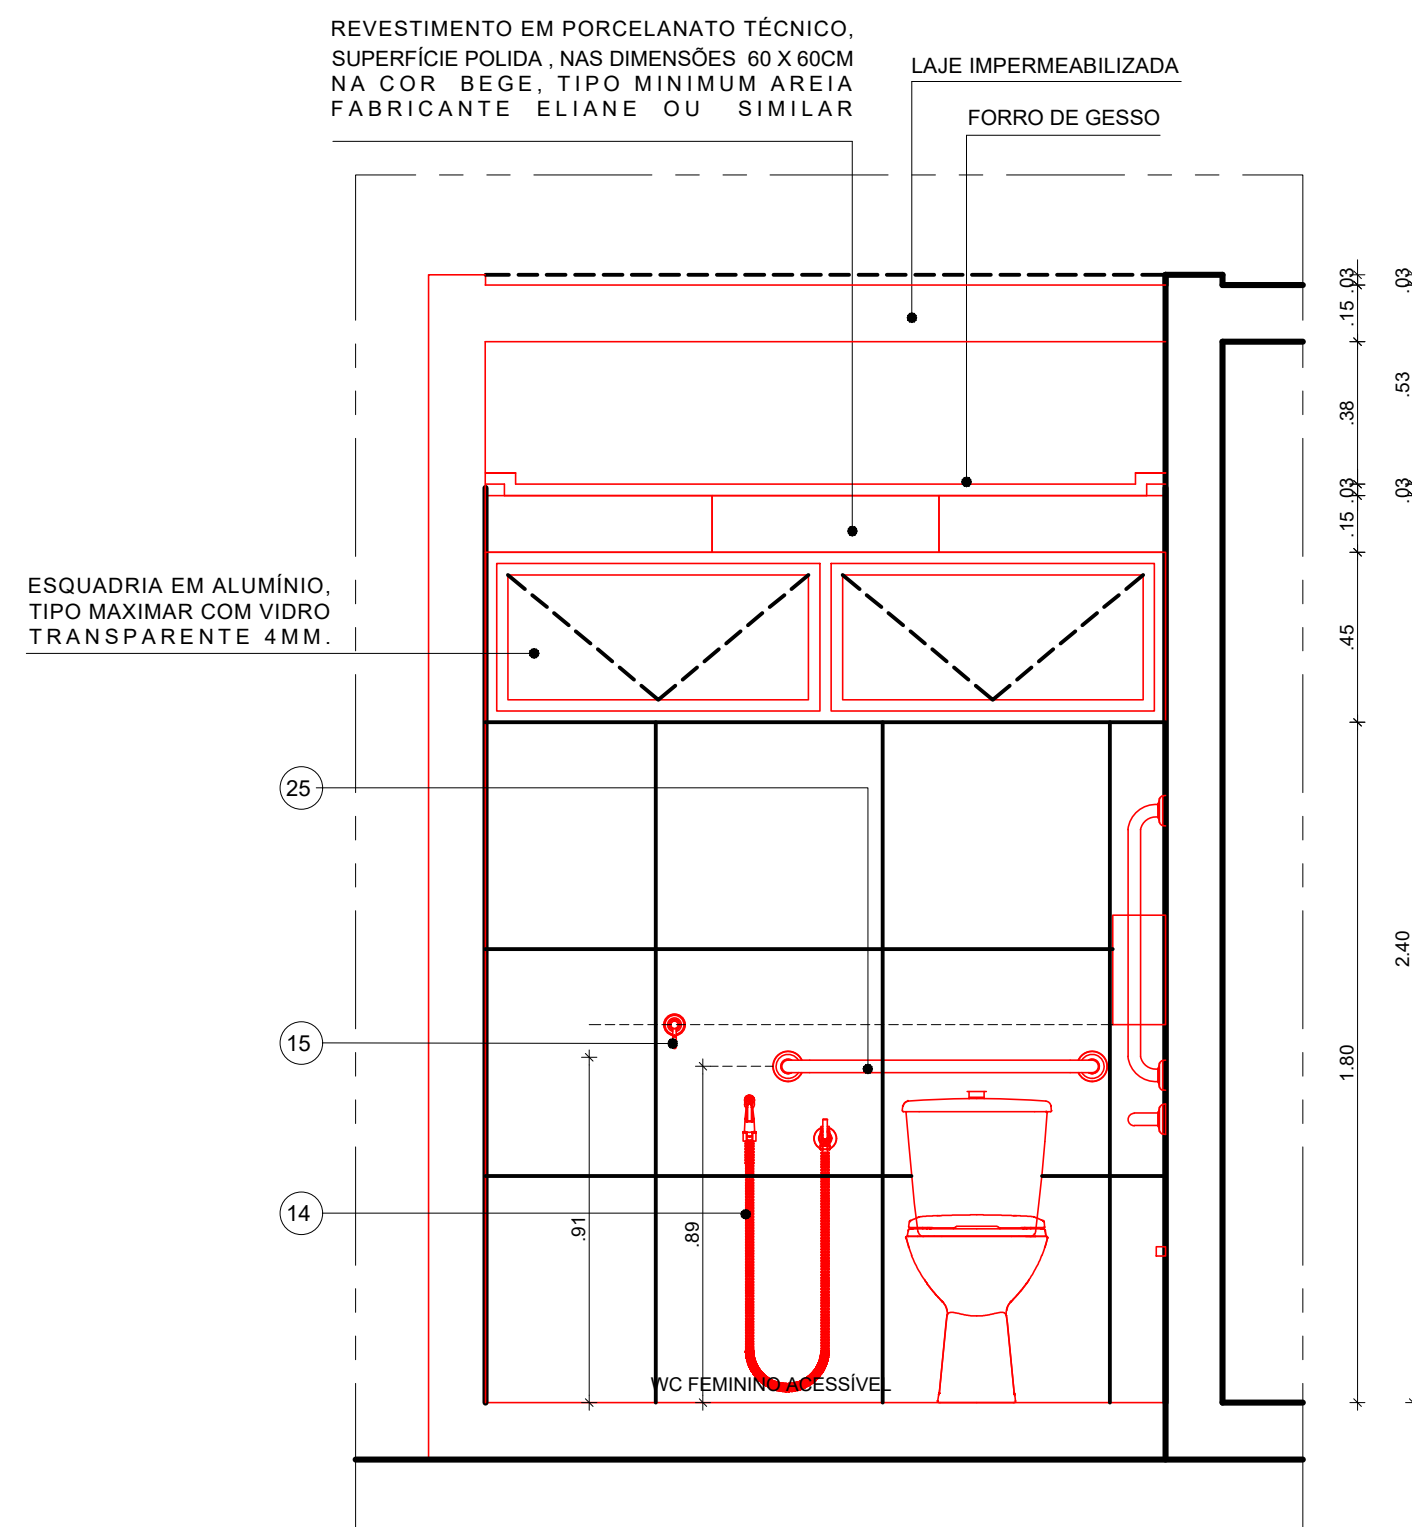 REVESTIMENTO EM PORCELANATO TÉCNICO,
SUPERFÍCIE POLIDA , NAS DIMENSÕES 60 X 60CM
NA COR BEGE, TIPO MINIMUM AREIA
FABRICANTE ELIANE OU SIMILAR
LAJE IMPERMEABILIZADA
FORRO DE GESSO
ESQUADRIA EM ALUMÍNIO,
TIPO MAXIMAR COM VIDRO
TRANSPARENTE 4MM.
25
15
14
.91
.89
WC FEMININO ACESSÍVEL
.03
.15
.38
.03
.15
.45
1.80
.03
.53
.03
2.40